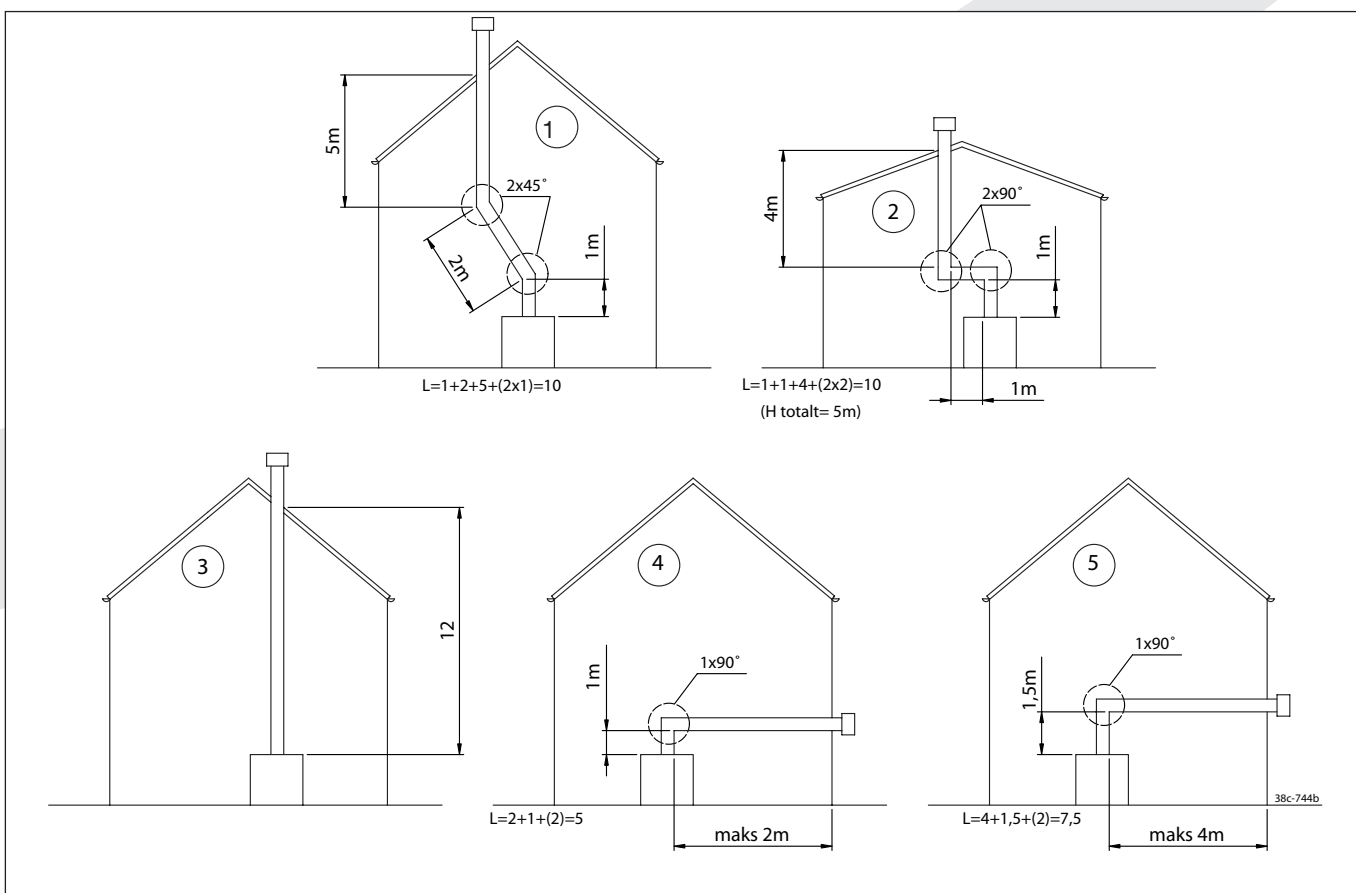 1
5m
2x45˚
2m
1m
L=1+2+5+(2x1)=10
2
4m
2x90˚
1m
L=1+1+4+(2x2)=10
(H totalt= 5m)
1m
3
12
4
1m
1x90˚
L=2+1+(2)=5
maks 2m
5
1,5m
1x90˚
L=4+1,5+(2)=7,5
maks 4m
38c-744b